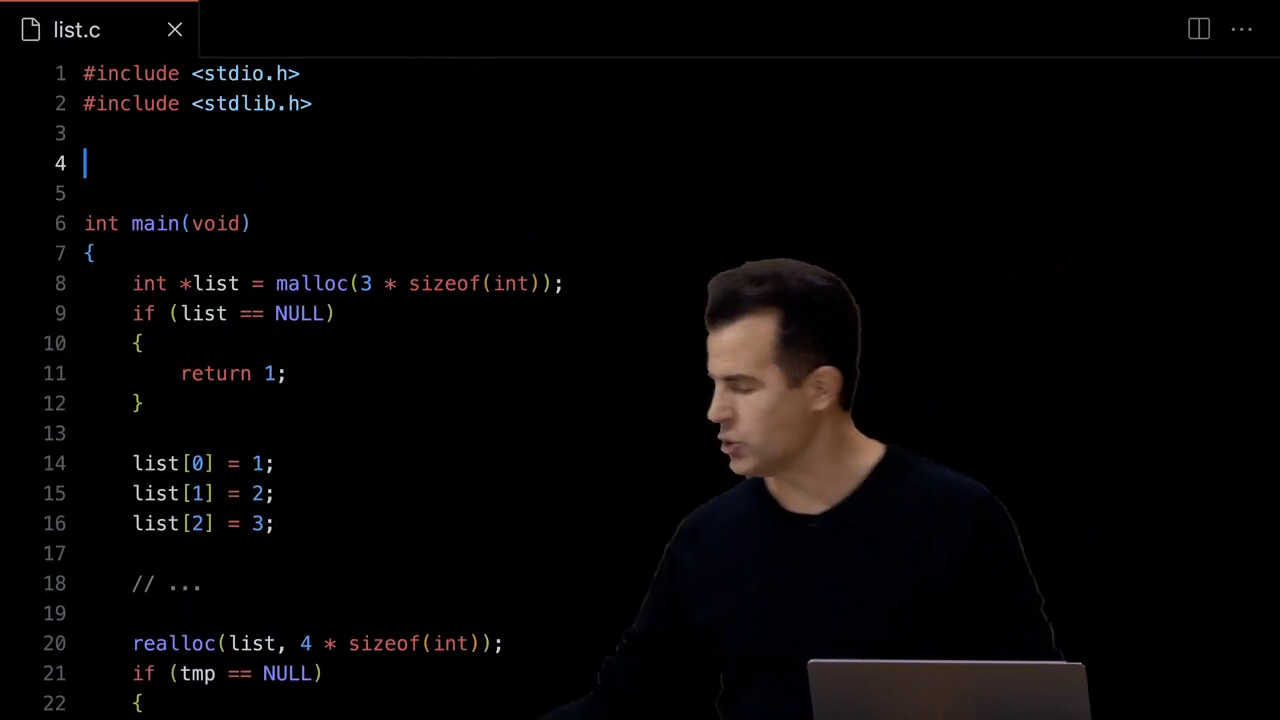 list.c
1 #include <stdio.h>
2 #include <stdlib.h>
3
4
5
6 int main(void)
7 {
8     int *list = malloc(3 * sizeof(int));
9     if (list == NULL)
10     {
11         return 1;
12     }
13
14     list[0] = 1;
15     list[1] = 2;
16     list[2] = 3;
17
18     // ...
19
20     realloc(list, 4 * sizeof(int));
21     if (tmp == NULL)
22     {